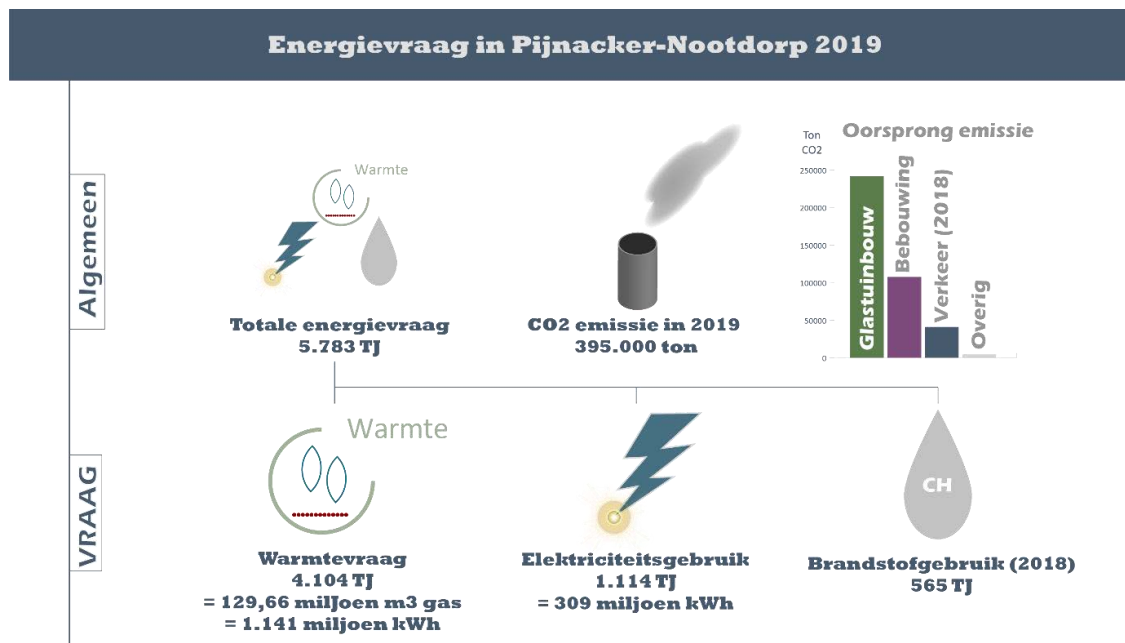 Energievraag in Pijnacker-Nootdorp 2019
Algemeen
Warmte
Totale energievraag
5.783 TJ
CO2 emissie in 2019
395.000 ton
Oorsprong emissie
Ton
CO2
250000
200000
150000
100000
50000
0
Glastuinbouw
Bebouwing
Verkeer (2018)
Overig
VRAAG
Warmte
Warmtevraag
4.104 TJ
= 129,66 milJoen m3 gas
= 1.141 miljoen kWh
Elektriciteitsgebruik
1.114 TJ
= 309 miljoen kWh
CH
Brandstofgebruik (2018)
565 TJ